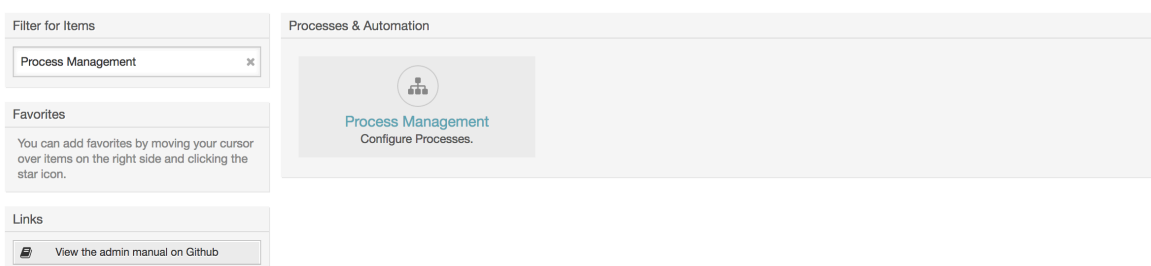 Filter for Items
Process Management
Favorites
You can add favorites by moving your cursor
over items on the right side and clicking the
star icon.
Links
View the admin manual on Github
Processes & Automation
Process Management
Configure Processes.